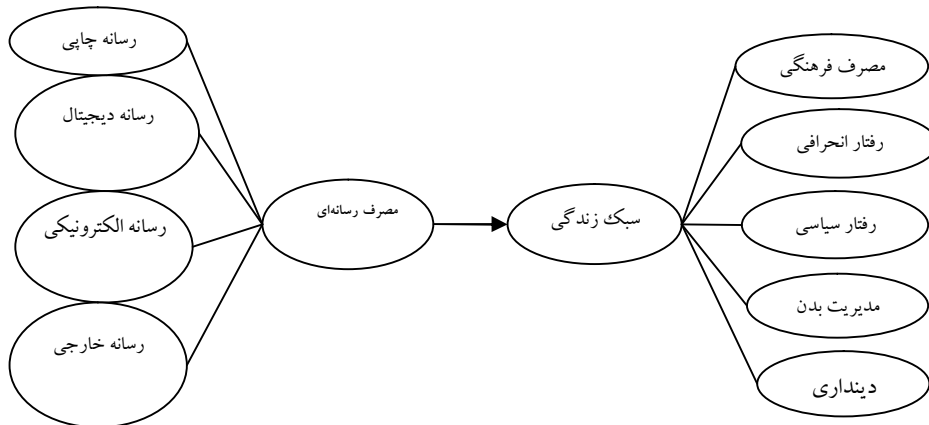 رسانه چاپی
رسانه دیجیتال
رسانه الکترونیکی
رسانه خارجی
مصرف رسانه‌ای
سبک زندگی
مصرف فرهنگی
رفتار انحرافی
رفتار سیاسی
مدیریت بدن
دینداری